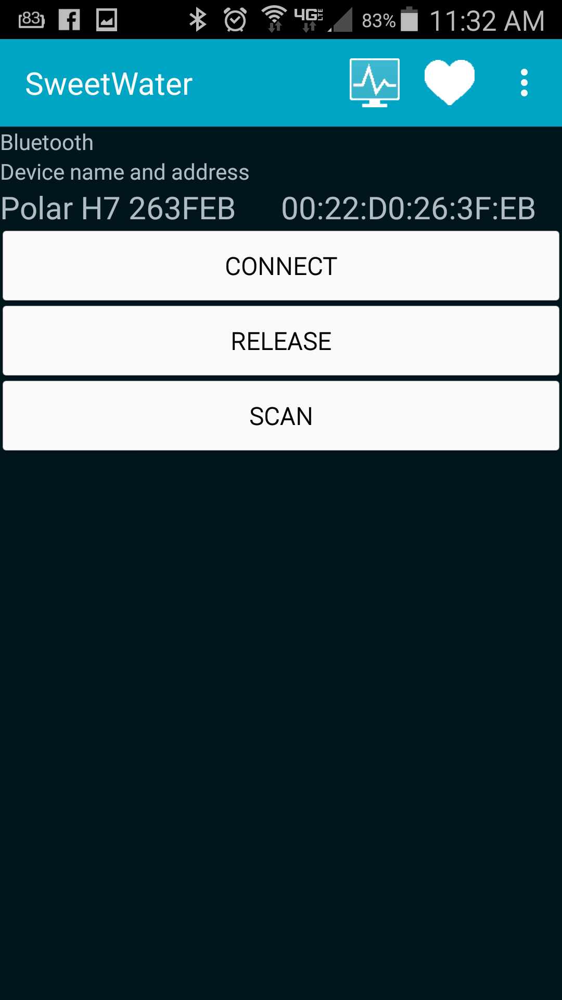 83 4G LTE 83% 11:32 AM
SweetWater
Bluetooth
Device name and address
Polar H7 263FEB 00:22:D0:26:3F:EB
CONNECT
RELEASE
SCAN